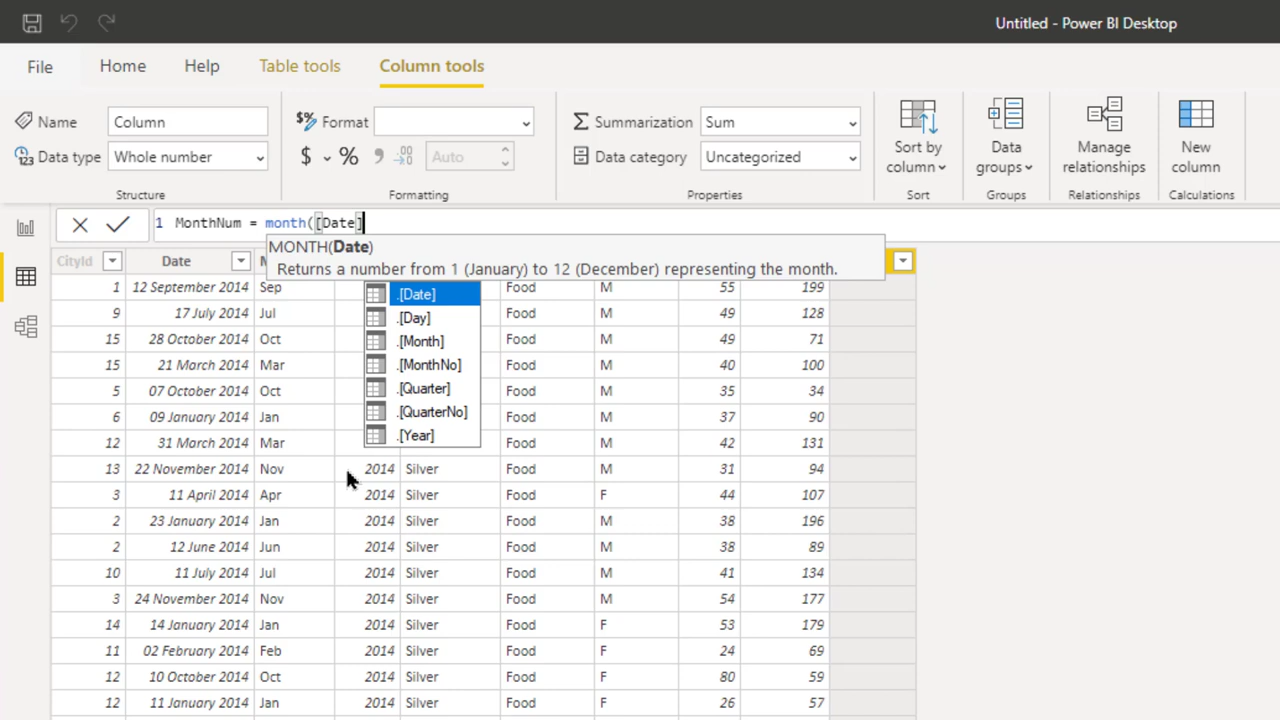 Untitled - Power BI Desktop
File Home Help Table tools Column tools
Name Column Format Summarization Sum
Data type Whole number $ % Auto Data category Uncategorized
Sort by column Data groups Manage relationships New column
Structure Formatting Properties Sort Groups Relationships Calculations
1 MonthNum = month([Date]
MONTH(Date)
Returns a number from 1 (January) to 12 (December) representing the month.
CityId Date M
.[Date]
.[Day]
.[Month]
.[MonthNo]
.[Quarter]
.[QuarterNo]
.[Year]
1 12 September 2014 Sep Food M 55 199
9 17 July 2014 Jul Food M 49 128
15 28 October 2014 Oct Food M 49 71
15 21 March 2014 Mar Food M 40 100
5 07 October 2014 Oct Food M 35 34
6 09 January 2014 Jan Food M 37 90
12 31 March 2014 Mar Food M 42 131
13 22 November 2014 Nov 2014 Silver Food M 31 94
3 11 April 2014 Apr 2014 Silver Food F 44 107
2 23 January 2014 Jan 2014 Silver Food M 38 196
2 12 June 2014 Jun 2014 Silver Food M 38 89
10 11 July 2014 Jul 2014 Silver Food M 41 134
3 24 November 2014 Nov 2014 Silver Food M 54 177
14 14 January 2014 Jan 2014 Silver Food F 53 179
11 02 February 2014 Feb 2014 Silver Food F 24 69
12 10 October 2014 Oct 2014 Silver Food F 80 59
12 11 January 2014 Jan 2014 Silver Food F 26 57